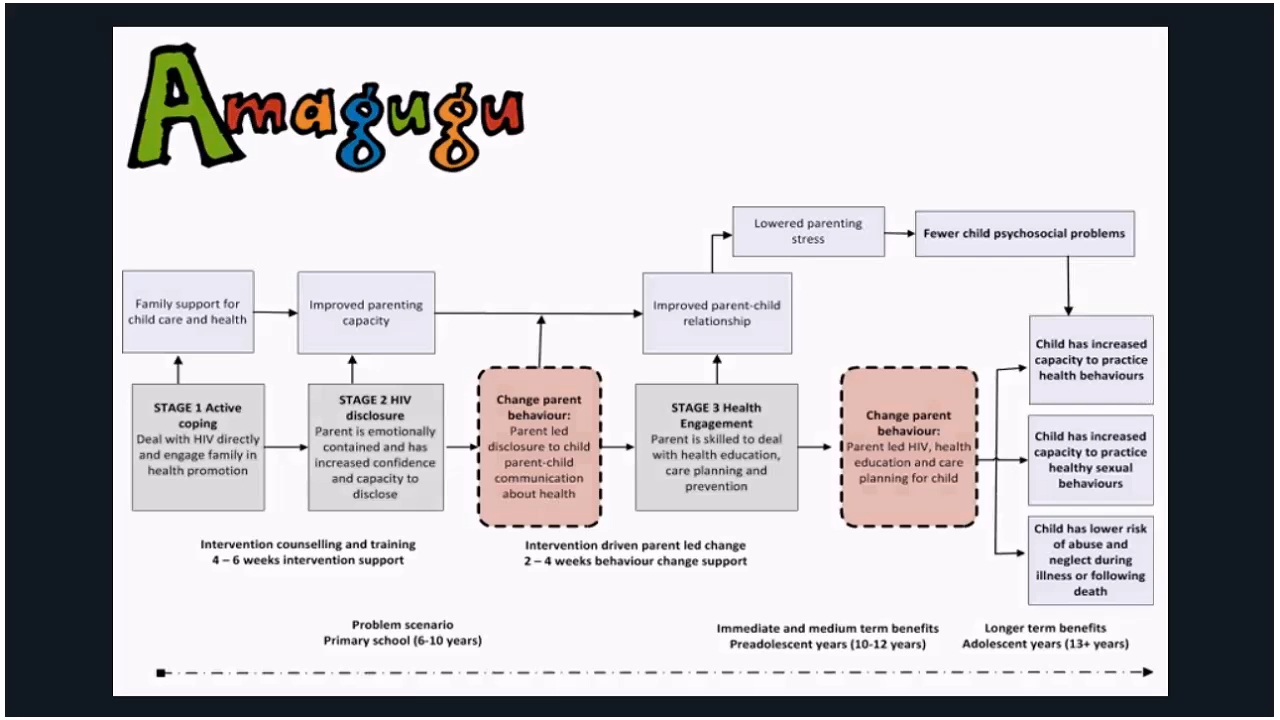 Amagugu
Lowered parenting
stress
Fewer child psychosocial problems
Family support for
child care and health
Improved parenting
capacity
Improved parent-child
relationship
Child has increased
capacity to practice
health behaviours
STAGE 1 Active
coping
Deal with HIV directly
and engage family in
health promotion
STAGE 2 HIV
disclosure
Parent is emotionally
contained and has
increased confidence
and capacity to
disclose
Change parent
behaviour:
Parent led
disclosure to child
parent-child
communication
about health
STAGE 3 Health
Engagement
Parent is skilled to deal
with health education,
care planning and
prevention
Change parent
behaviour:
Parent led HIV, health
education and care
planning for child
Child has increased
capacity to practice
healthy sexual
behaviours
Child has lower risk
of abuse and
neglect during
illness or following
death
Intervention counselling and training
4 – 6 weeks intervention support
Intervention driven parent led change
2 – 4 weeks behaviour change support
Problem scenario
Primary school (6-10 years)
Immediate and medium term benefits
Preadolescent years (10-12 years)
Longer term benefits
Adolescent years (13+ years)